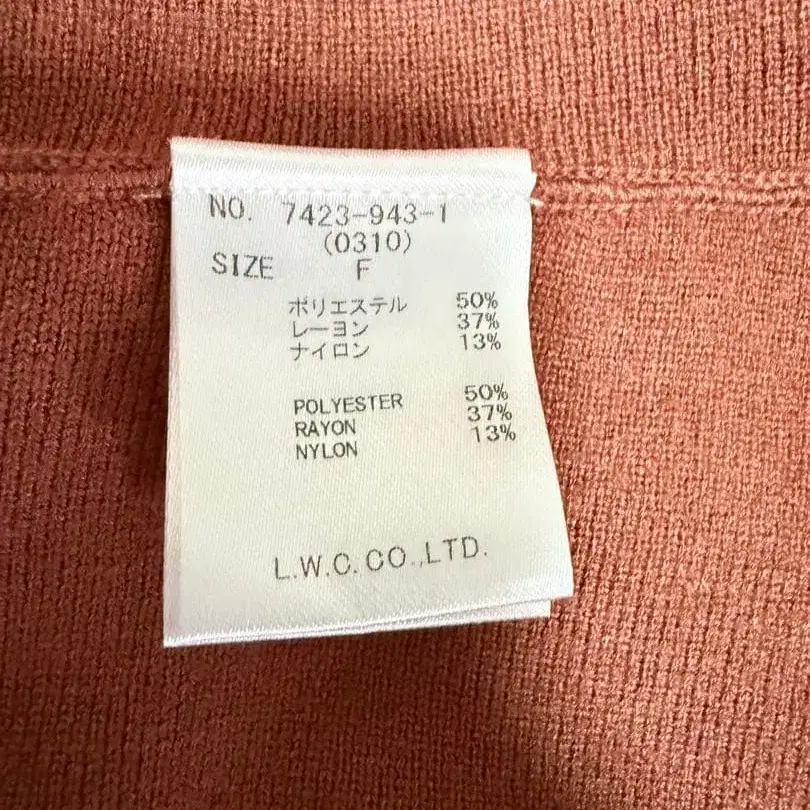 NO. 7423-943-1
(0310)
SIZE F
ポリエステル 50%
レーヨン 37%
ナイロン 13%
POLYESTER 50%
RAYON 37%
NYLON 13%
L.W.C.CO.,LTD.